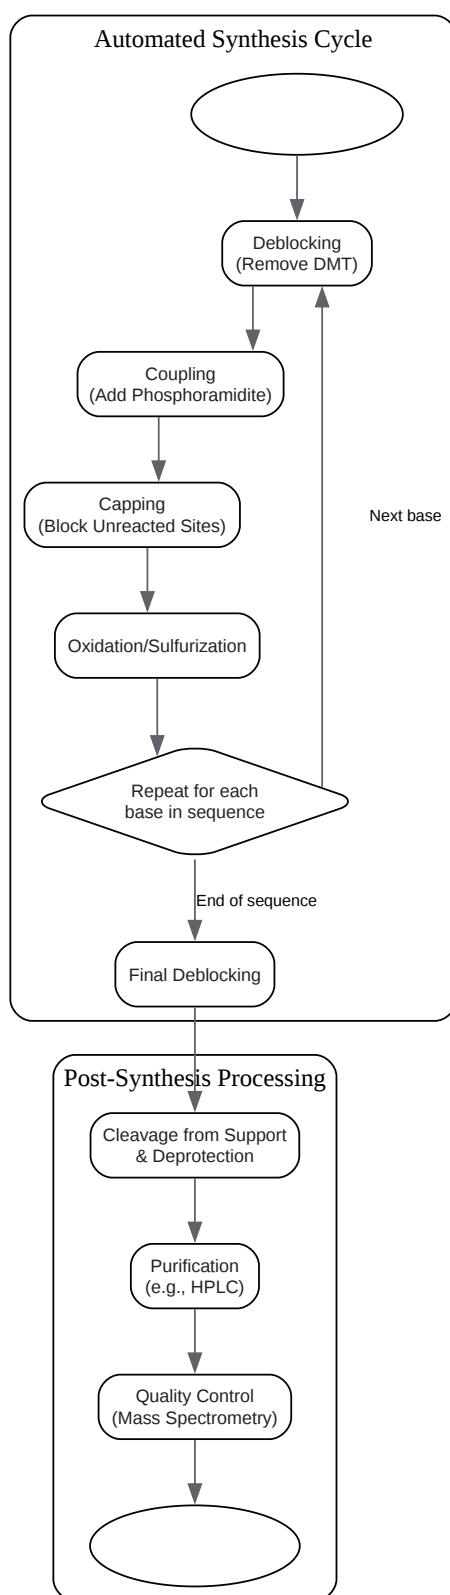 Automated Synthesis Cycle
Deblocking
(Remove DMT)
Coupling
(Add Phosphoramidite)
Capping
(Block Unreacted Sites)
Next base
Oxidation/Sulfurization
Repeat for each
base in sequence
End of sequence
Final Deblocking
Post-Synthesis Processing
Cleavage from Support
& Deprotection
Purification
(e.g., HPLC)
Quality Control
(Mass Spectrometry)